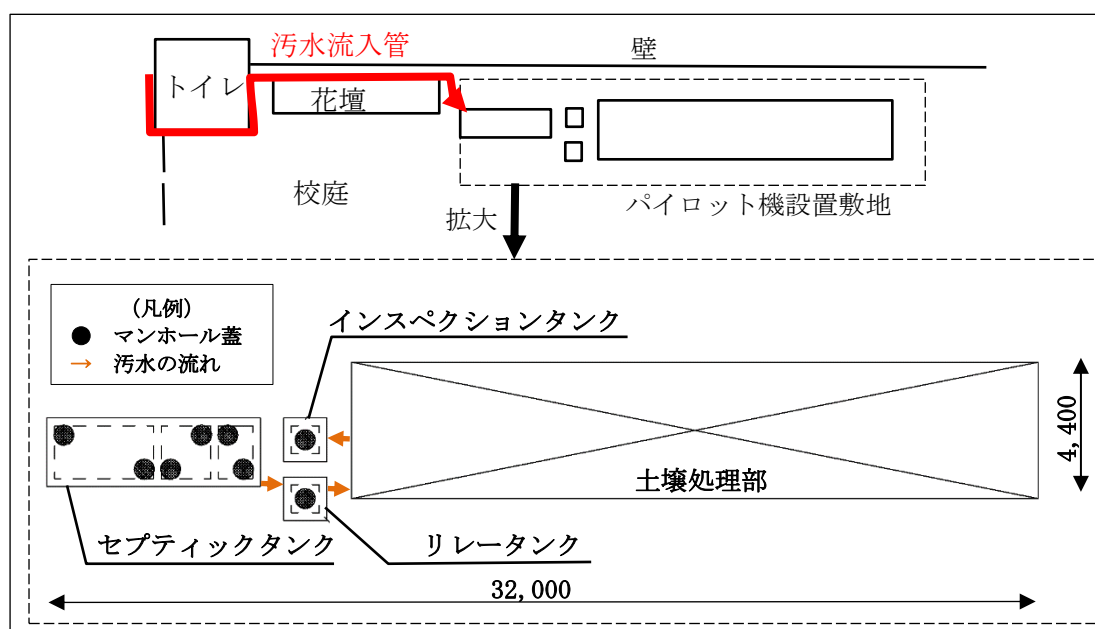 汚水流入管
壁
トイレ
花壇
校庭
パイロット機設置敷地
拡大
(凡例)
マンホール蓋
→ 汚水の流れ
インスペクションタンク
4,400
土壌処理部
セプティックタンク
リレータンク
32,000